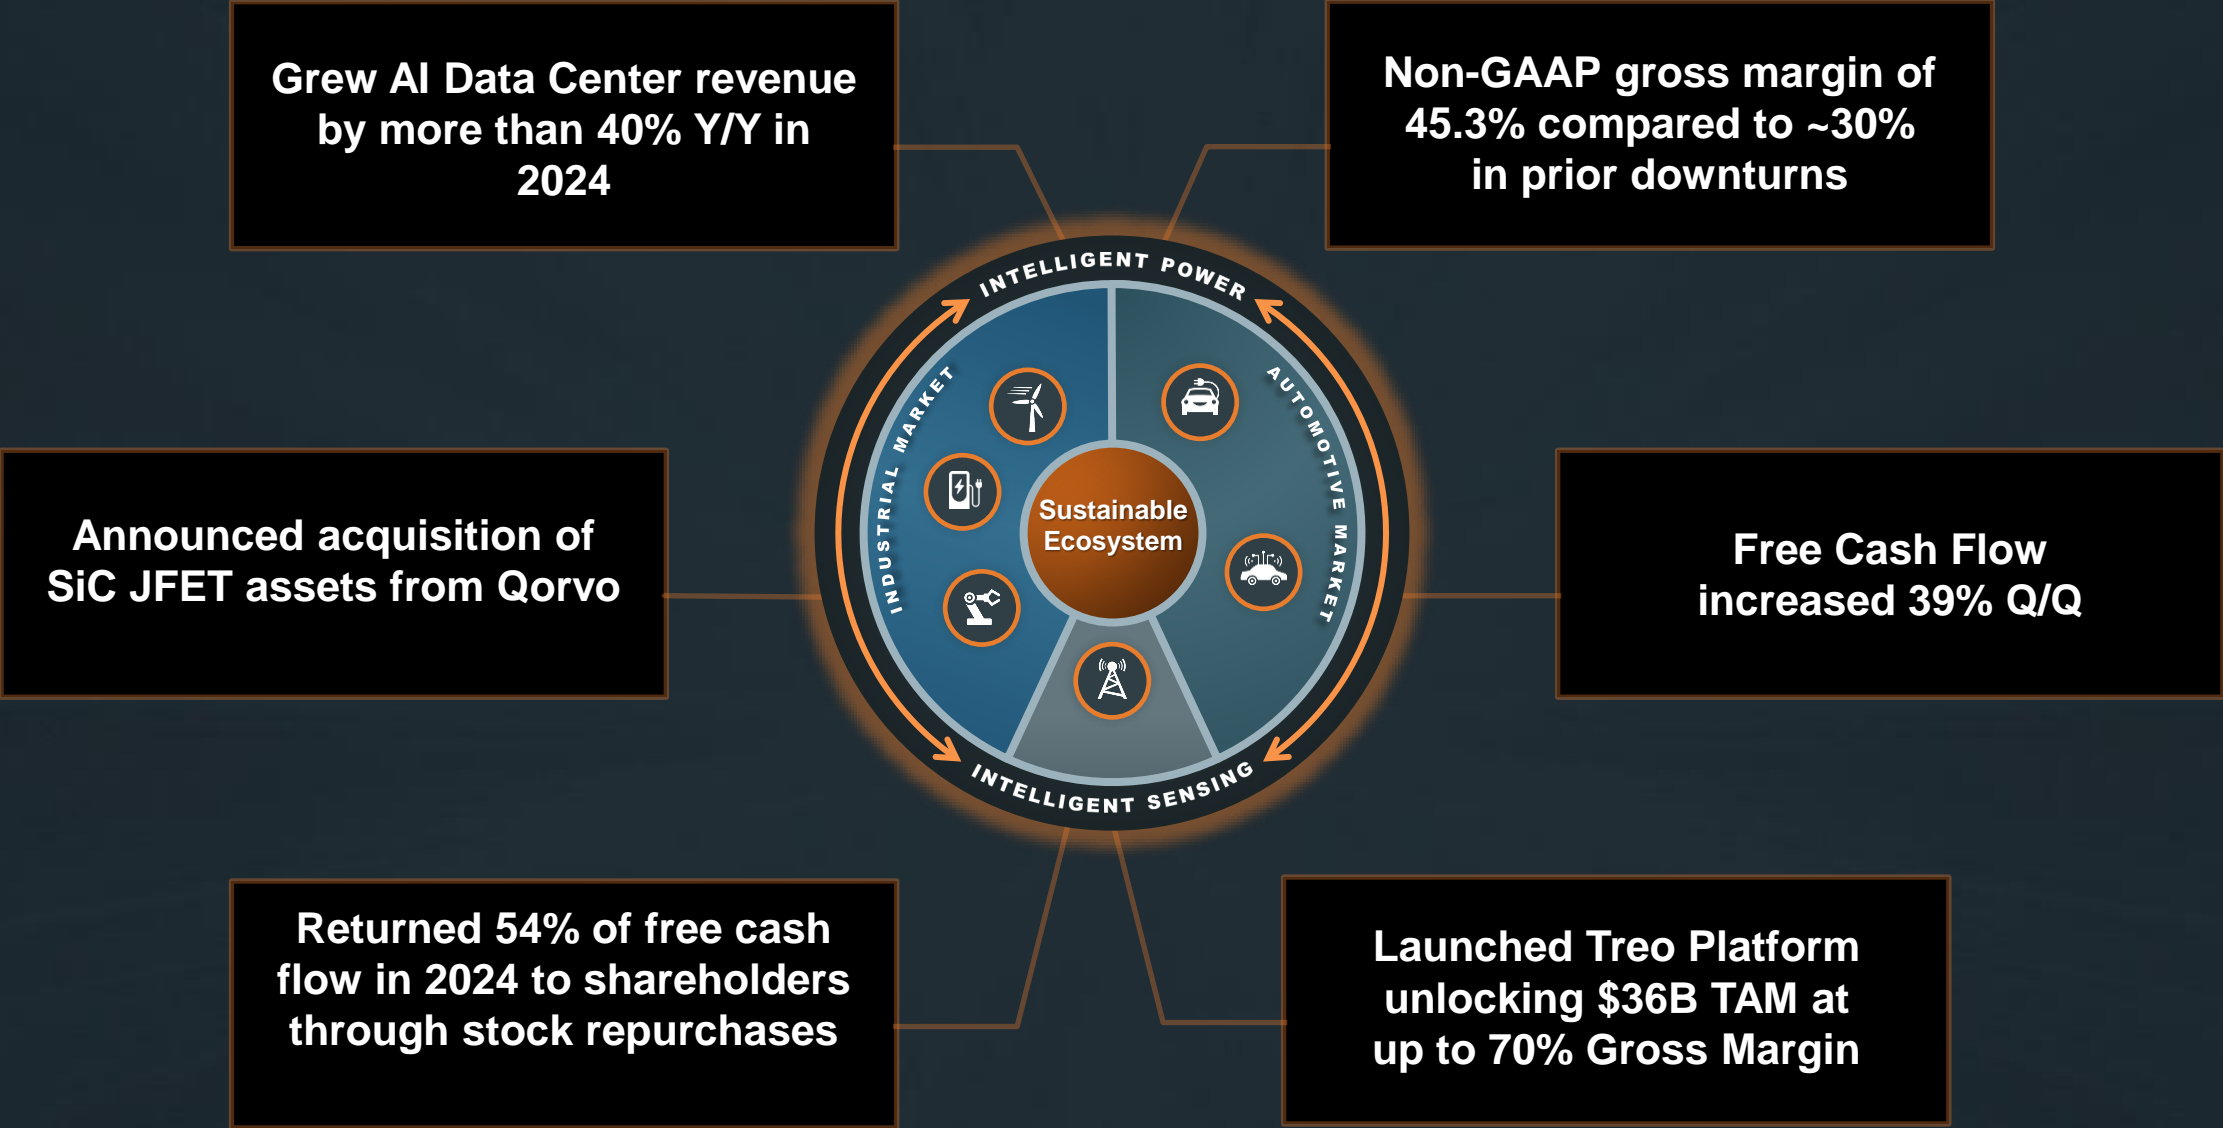 Grew AI Data Center revenue
by more than 40% Y/Y in
2024
Non-GAAP gross margin of
45.3% compared to ~30%
in prior downturns
Announced acquisition of
SiC JFET assets from Qorvo
INTELLIGENT POWER
INDUSTRIAL MARKET
AUTOMOTIVE MARKET
Sustainable
Ecosystem
INTELLIGENT SENSING
Free Cash Flow
increased 39% Q/Q
Returned 54% of free cash
flow in 2024 to shareholders
through stock repurchases
Launched Treo Platform
unlocking $36B TAM at
up to 70% Gross Margin